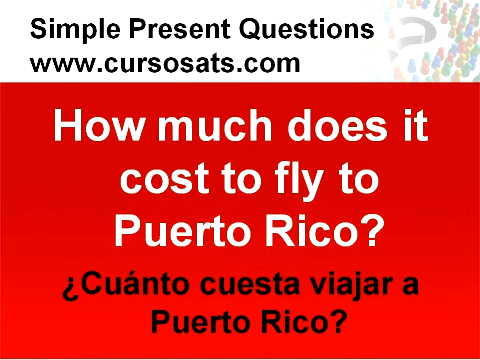 Simple Present Questions
www.cursosats.com
How much does it
cost to fly to
Puerto Rico?
¿Cuánto cuesta viajar a
Puerto Rico?